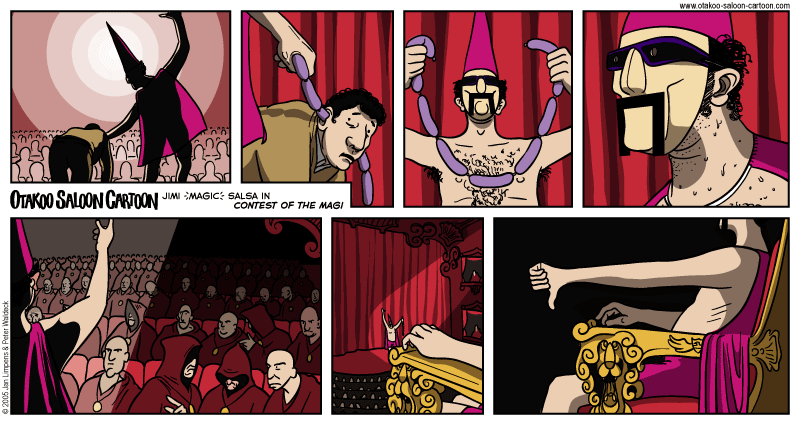 www.otakoo-saloon-cartoon.com
OTAKOO SALOON CARTOON
JIMI MAGIC SALSA IN
CONTEST OF THE MAGI
© 2005 Jan Limpens & Peter Waldeck